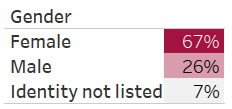 Gender
Female 67%
Male 26%
Identity not listed 7%